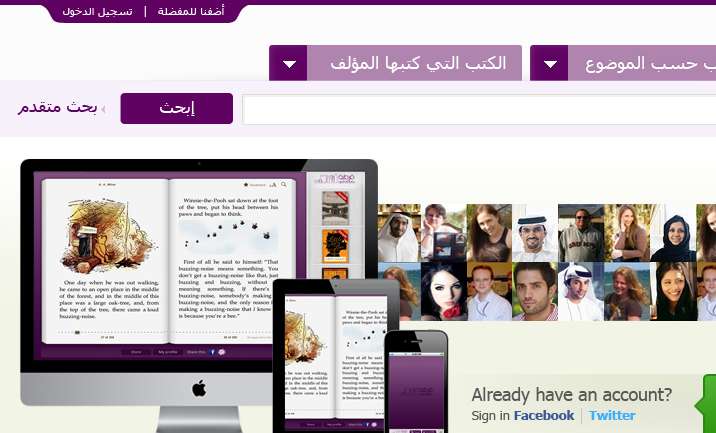 أضفنا للمفضلة | تسجيل الدخول
ب حسب الموضوع
الكتب التي كتبها المؤلف
إبحث
بحث متقدم
A. A. Milne
One day when he was out walking,
he came to an open place in the middle
of the forest, and in the middle of this
place was a large oak-tree, and from
the top of the tree, there came a loud
buzzing-noise.
Winnie-the-Pooh sat down at the foot
of the tree, put his head between his
paws and began to think.
First of all he said to himself: "That
buzzing-noise means something. You
don't get a buzzing-noise like that, just
buzzing and buzzing, without its
meaning something. If there's a
buzzing-noise, somebody's making a
buzzing-noise, and the only reason for
making a buzzing-noise that I know of
is because you're a bee."
Store
My profile
Share this
Already have an account?
Sign in Facebook | Twitter